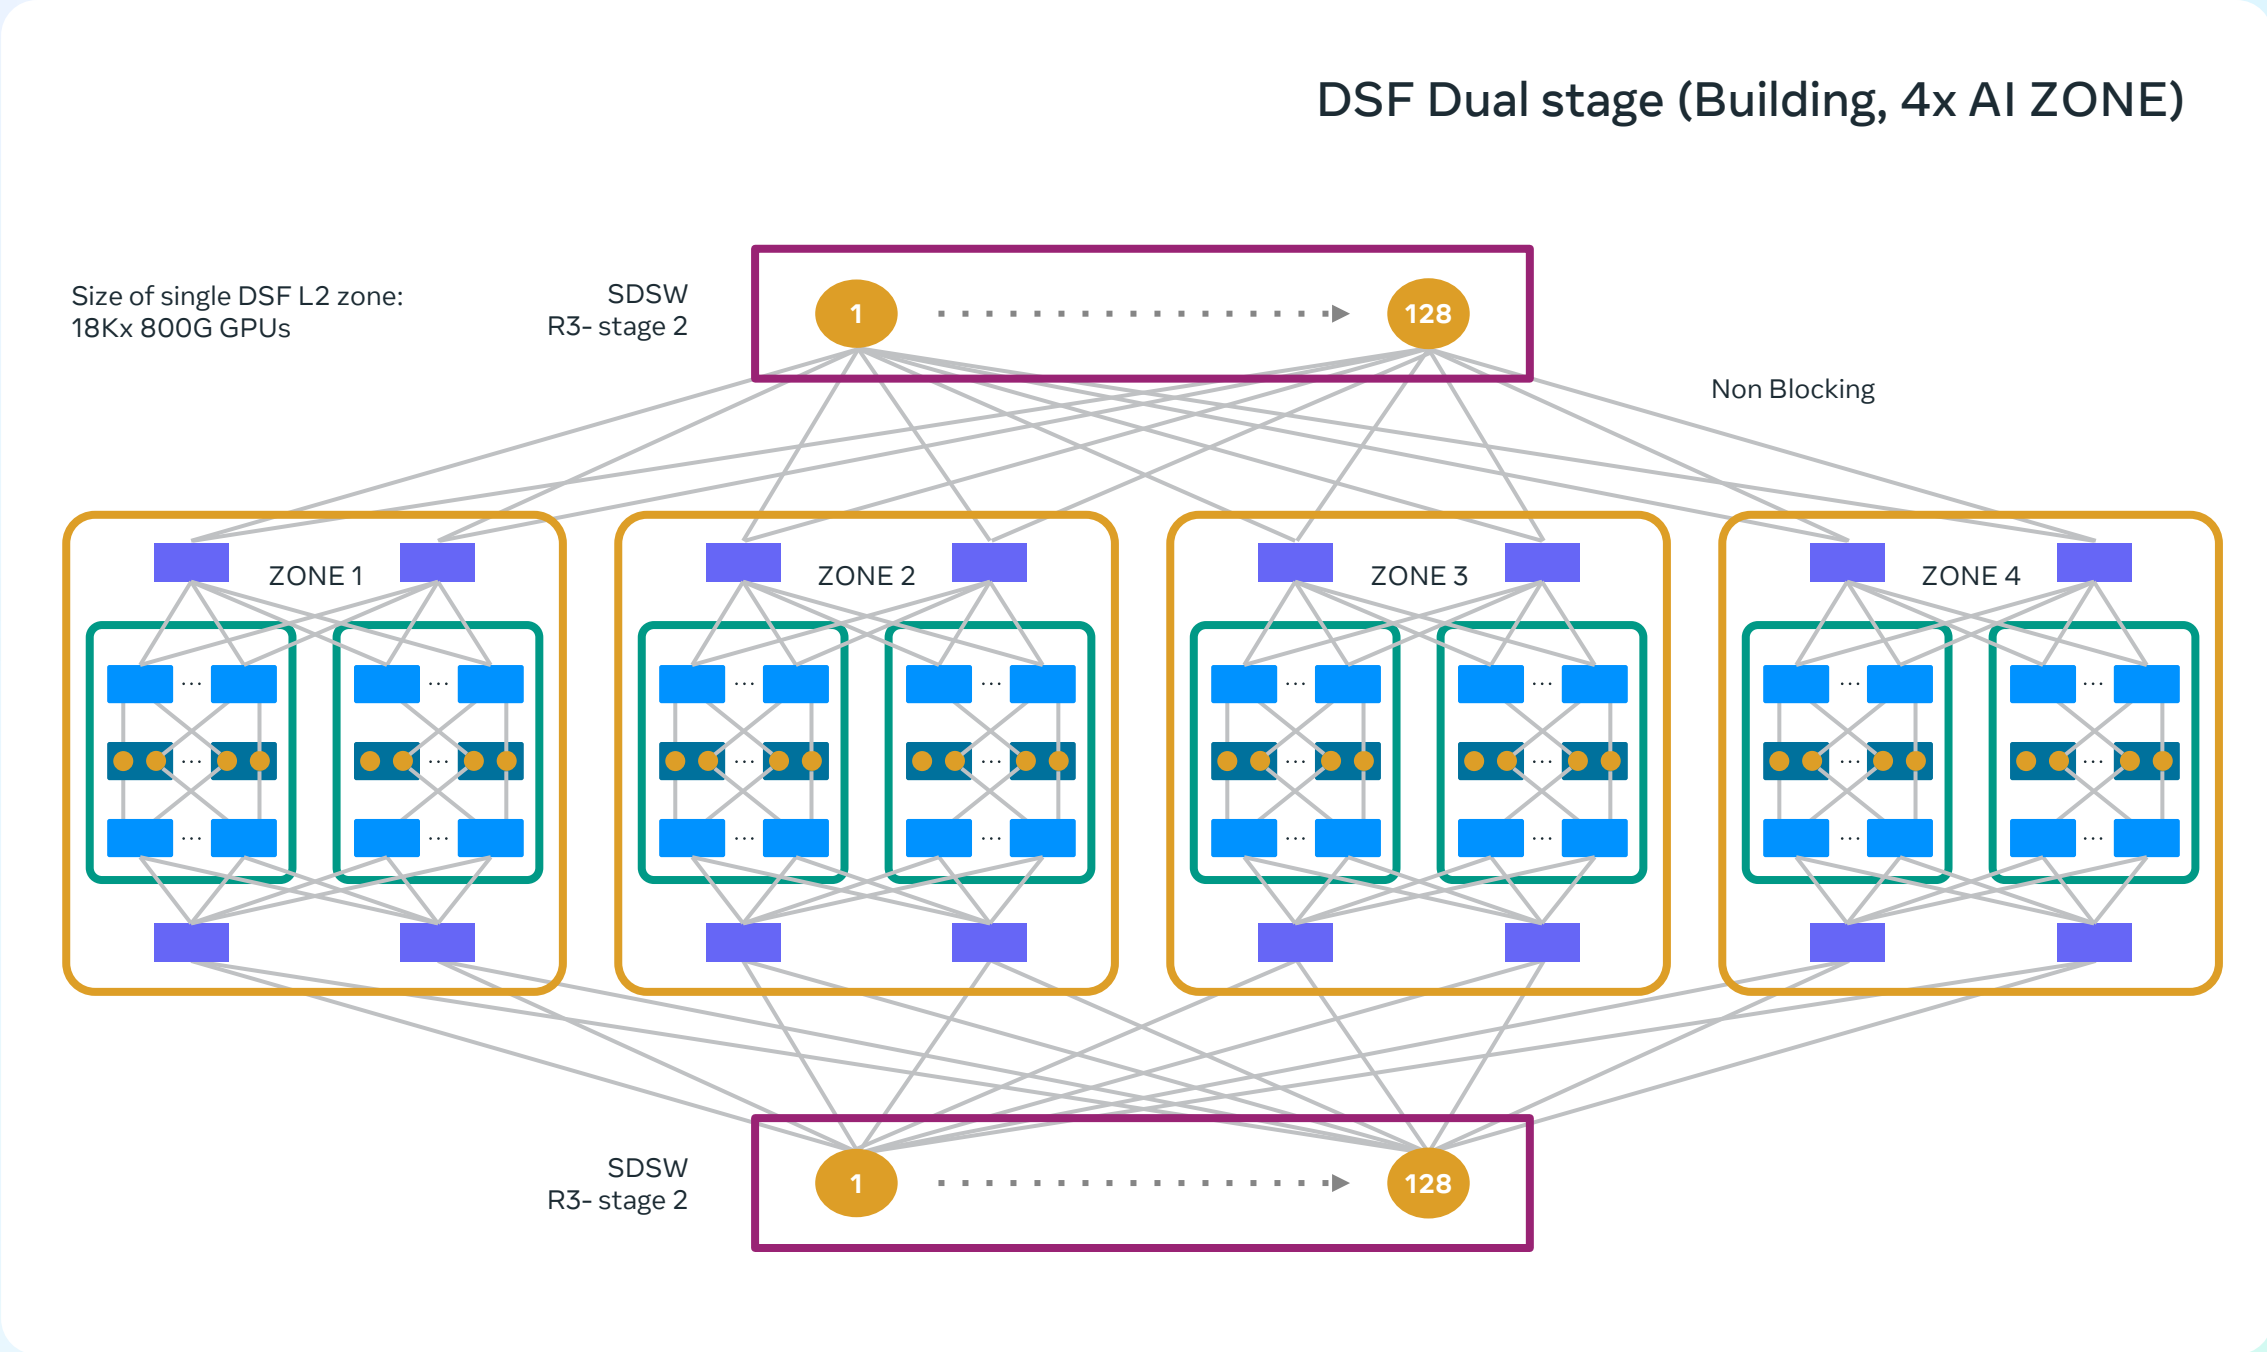 DSF Dual stage (Building, 4x AI ZONE)
Size of single DSF L2 zone:
18Kx 800G GPUs
SDSW
R3- stage 2
1
128
Non Blocking
ZONE 1
ZONE 2
ZONE 3
ZONE 4
... ... ... ... ... ... ... ...
... ... ... ... ... ... ... ...
... ... ... ... ... ... ... ...
SDSW
R3- stage 2
1
128